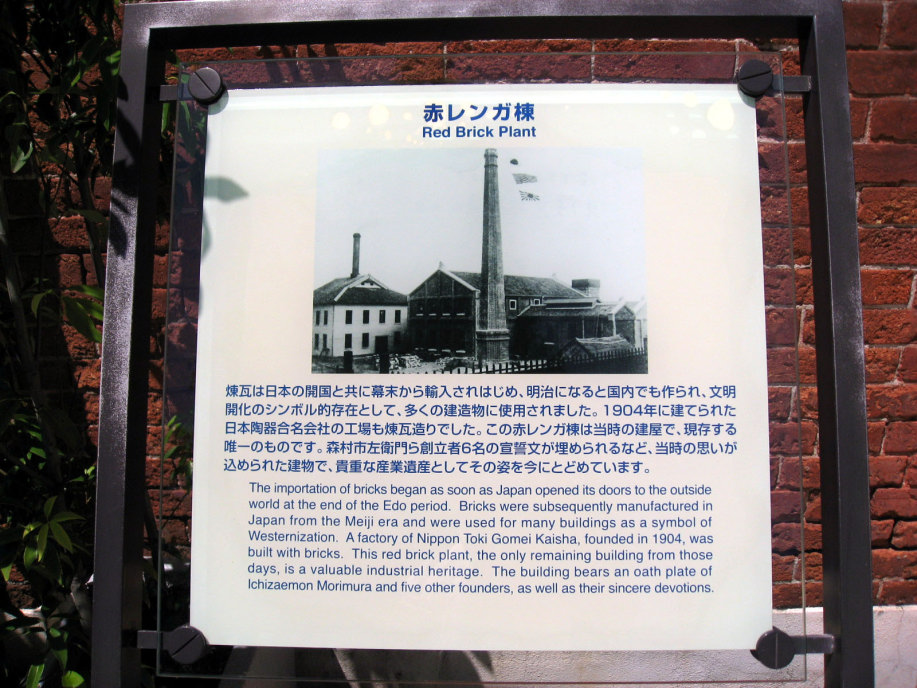 赤レンガ棟
Red Brick Plant
煉瓦は日本の開国と共に幕末から輸入されはじめ、明治になると国内でも作られ、文明
開化のシンボル的存在として、多くの建造物に使用されました。1904年に建てられた
日本陶器合名会社の工場も煉瓦造りでした。この赤レンガ棟は当時の建屋で、現存する
唯一のものです。森村市左衛門ら創立者6名の宣誓文が埋められるなど、当時の思いが
込められた建物で、貴重な産業遺産としてその姿を今にとどめています。
The importation of bricks began as soon as Japan opened its doors to the outside
world at the end of the Edo period. Bricks were subsequently manufactured in
Japan from the Meiji era and were used for many buildings as a symbol of
Westernization. A factory of Nippon Toki Gomei Kaisha, founded in 1904, was
built with bricks. This red brick plant, the only remaining building from those
days, is a valuable industrial heritage. The building bears an oath plate of
Ichizaemon Morimura and five other founders, as well as their sincere devotions.